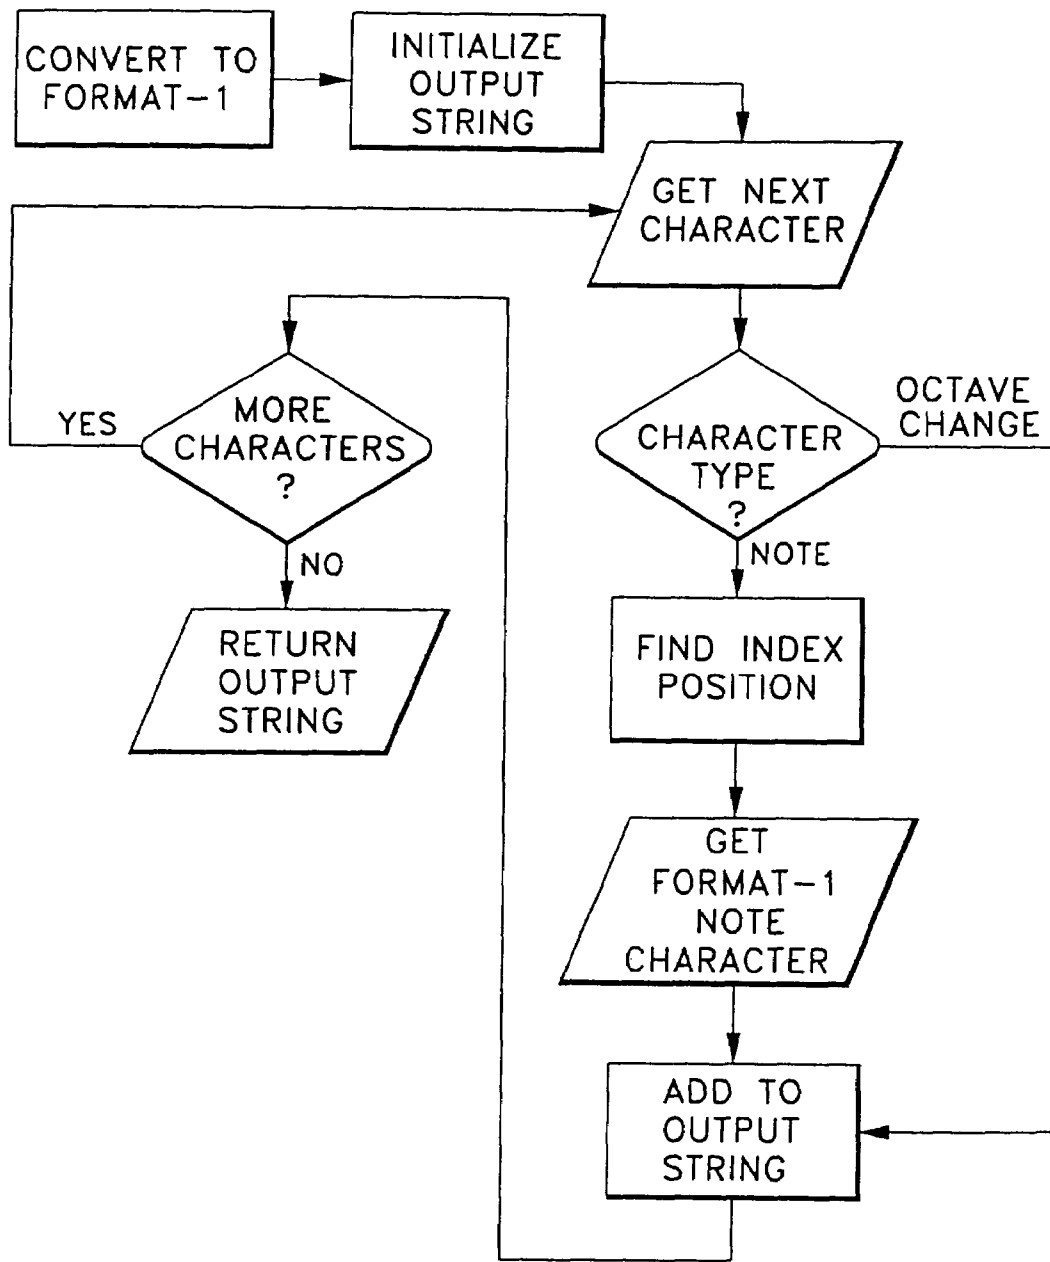 CONVERT TO
FORMAT-1
INITIALIZE
OUTPUT
STRING
GET NEXT
CHARACTER
OCTAVE
CHANGE
CHARACTER
TYPE
?
NOTE
MORE
CHARACTERS
?
YES
NO
RETURN
OUTPUT
STRING
FIND INDEX
POSITION
GET
FORMAT-1
NOTE
CHARACTER
ADD TO
OUTPUT
STRING